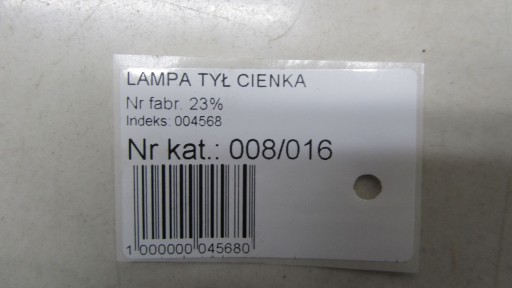 LAMPA TYŁ CIENKA
Nr fabr. 23%
Indeks: 004568
Nr kat.: 008/016
1 000000 045680